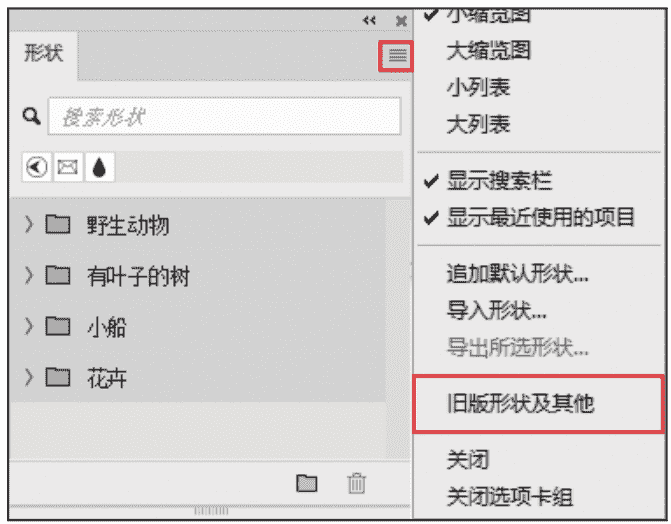 形状
搜索形状
野生动物
有叶子的树
小船
花卉
小缩览图
大缩览图
小列表
大列表
显示搜索栏
显示最近使用的项目
追加默认形状...
导入形状...
导出所选形状...
旧版形状及其他
关闭
关闭选项卡组